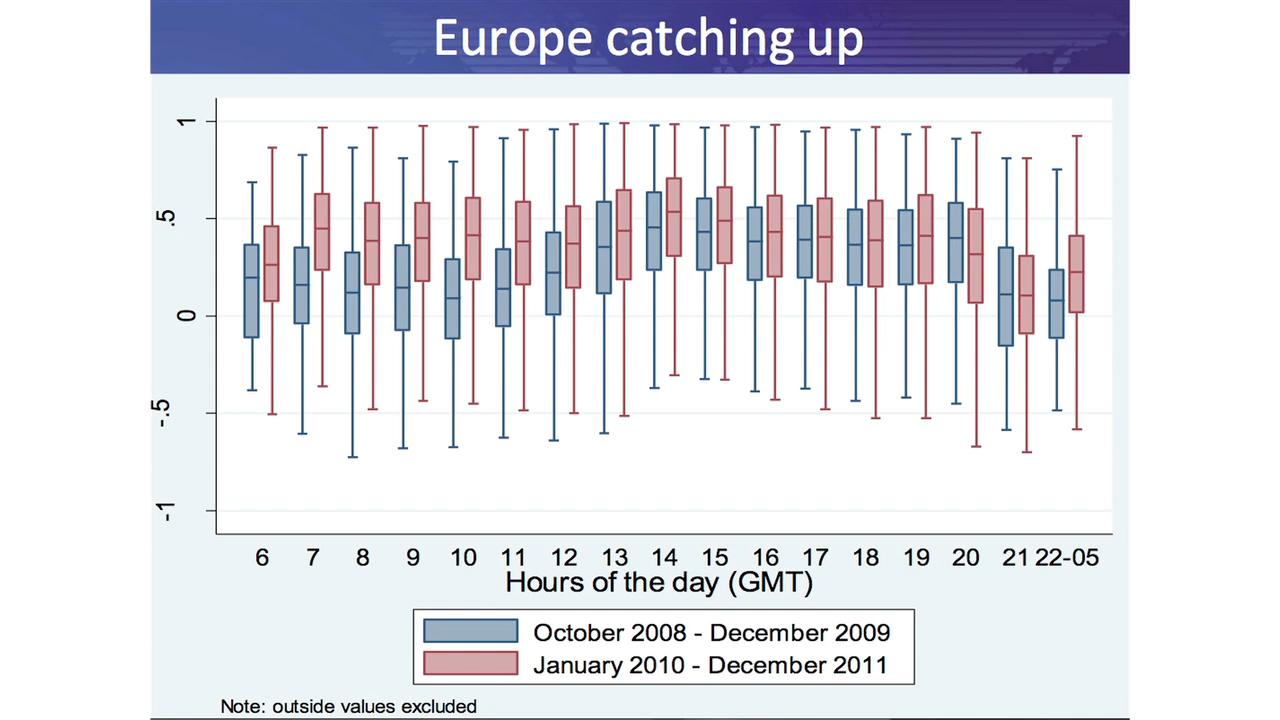 Europe catching up
1
.5
0
-.5
-1
6 7 8 9 10 11 12 13 14 15 16 17 18 19 20 21 22-05
Hours of the day (GMT)
October 2008 - December 2009
January 2010 - December 2011
Note: outside values excluded